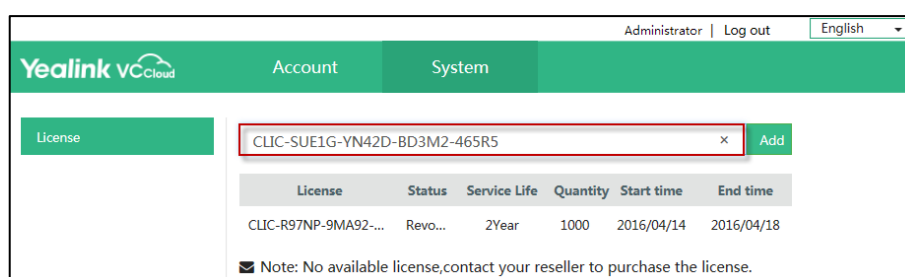 Administrator | Log out English
Yealink VCCloud Account System
License
CLIC-SUE1G-YN42D-BD3M2-465R5 × Add
License Status Service Life Quantity Start time End time
CLIC-R97NP-9MA92-... Revo... 2Year 1000 2016/04/14 2016/04/18
Note: No available license,contact your reseller to purchase the license.